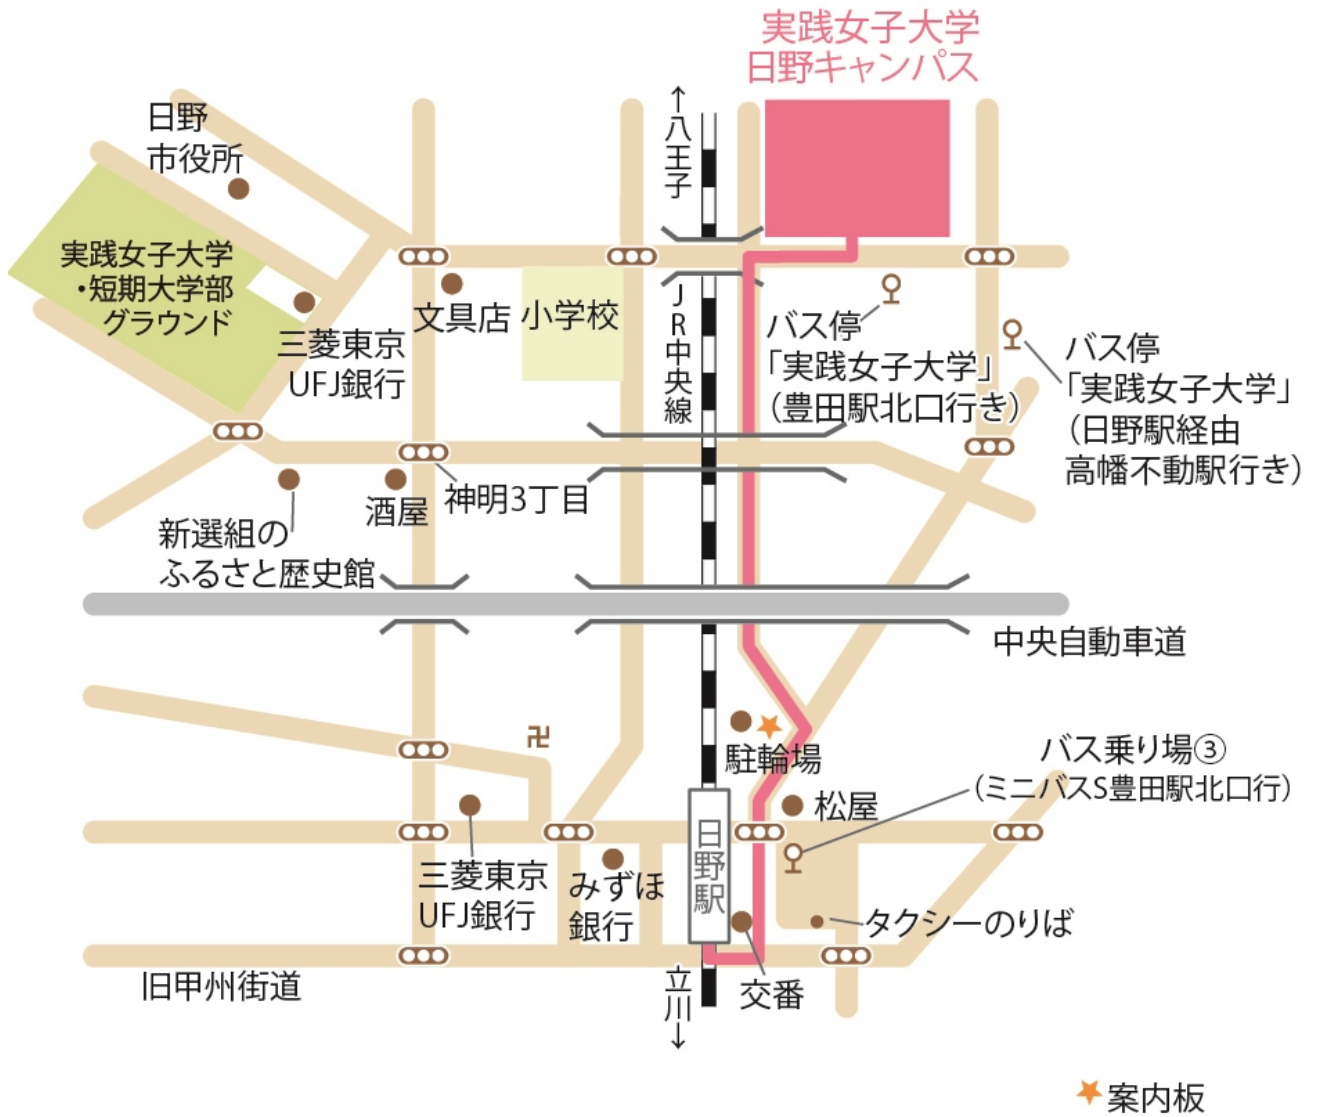 実践女子大学
日野キャンパス
←八王子
日野
市役所
実践女子大学
・短期大学部
グラウンド
三菱東京
UFJ銀行
文具店
小学校
JR中央線
バス停
「実践女子大学」
（豊田駅北口行き）
バス停
「実践女子大学」
（日野駅経由
高幡不動駅行き）
神明3丁目
酒屋
新選組の
ふるさと歴史館
中央自動車道
卍
駐輪場
バス乗り場③
（ミニバスS豊田駅北口行）
松屋
日野駅
三菱東京
UFJ銀行
みずほ
銀行
タクシーのりば
旧甲州街道
立川→
交番
案内板